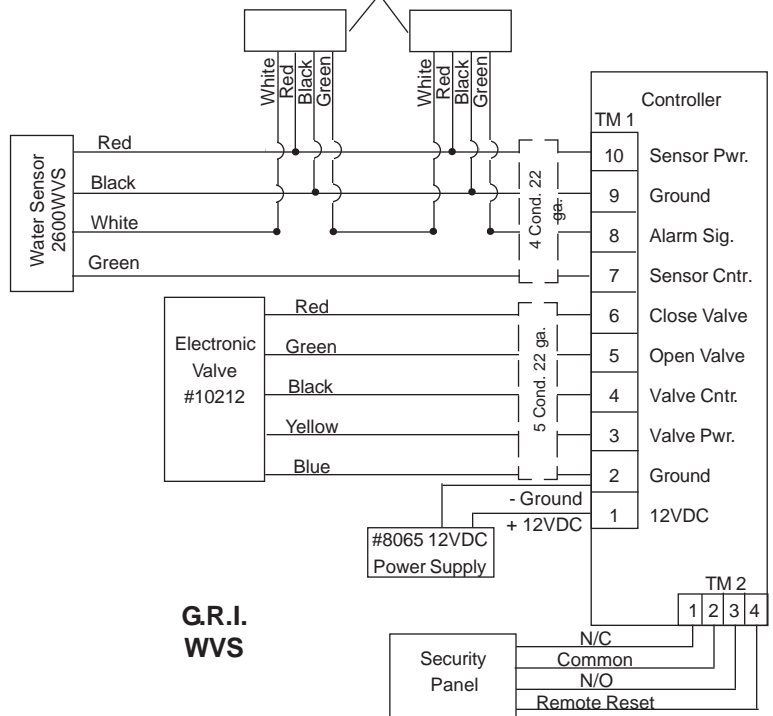 White
Red
Black
Green
White
Red
Black
Green
Controller
TM 1
Water Sensor
2600WVS
Red
Black
White
Green
4 Cond. 22
ga.
10 Sensor Pwr.
9 Ground
8 Alarm Sig.
7 Sensor Cntr.
6 Close Valve
5 Open Valve
4 Valve Cntr.
3 Valve Pwr.
2 Ground
1 12VDC
Electronic
Valve
#10212
Red
Green
Black
Yellow
Blue
5 Cond. 22 ga.
- Ground
+ 12VDC
#8065 12VDC
Power Supply
TM 2
1 2 3 4
G.R.I.
WVS
Security
Panel
N/C
Common
N/O
Remote Reset